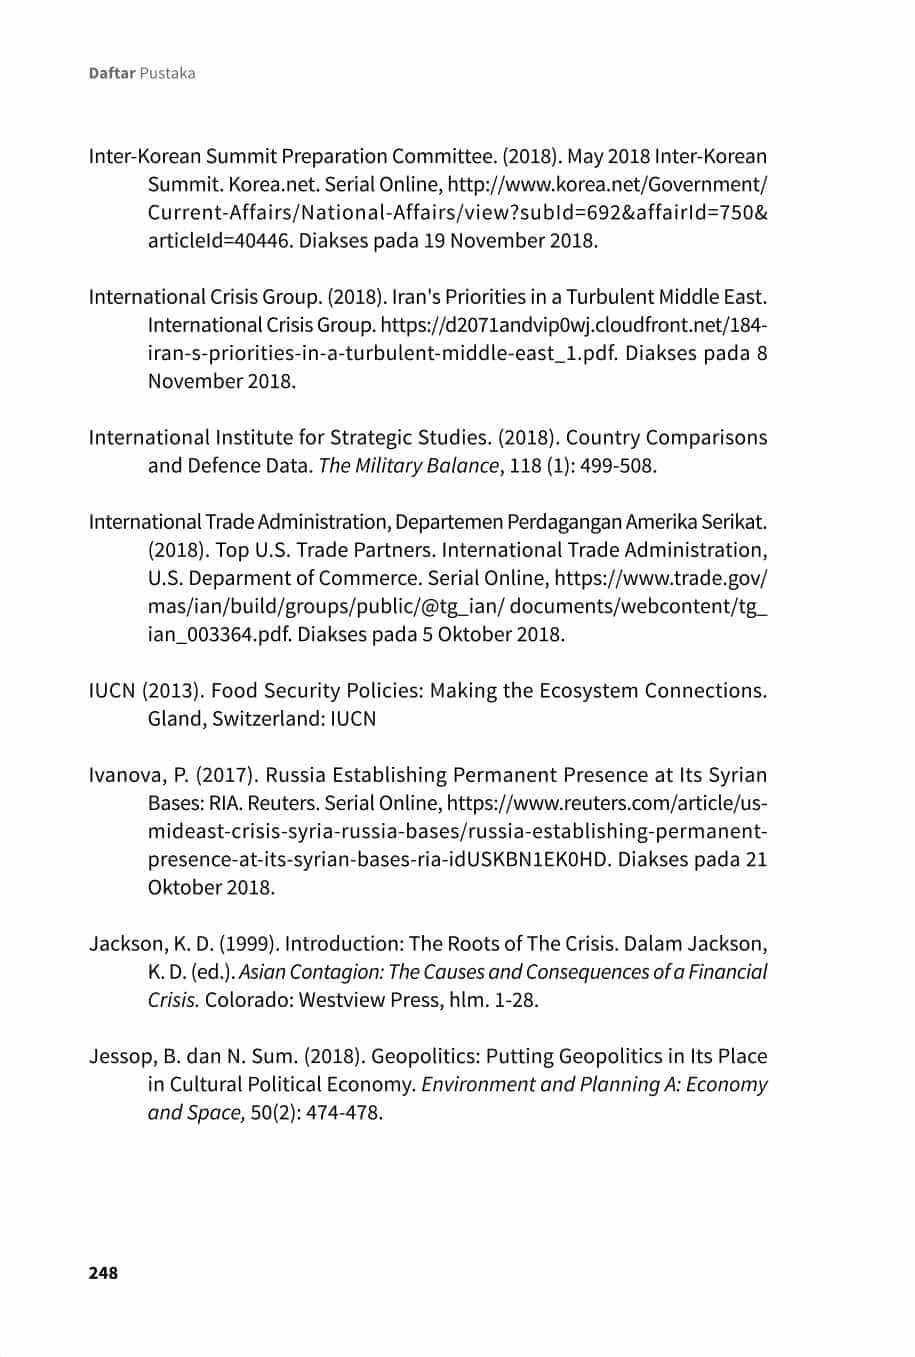 Daftar Pustaka
Inter-Korean Summit Preparation Committee. (2018). May 2018 Inter-Korean
Summit. Korea.net. Serial Online, http://www.korea.net/Government/
Current-Affairs/National-Affairs/view?subId=692&affairId=750&
articleId=40446. Diakses pada 19 November 2018.
International Crisis Group. (2018). Iran's Priorities in a Turbulent Middle East.
International Crisis Group. https://d2071andvip0wj.cloudfront.net/184-
iran-s-priorities-in-a-turbulent-middle-east_1.pdf. Diakses pada 8
November 2018.
International Institute for Strategic Studies. (2018). Country Comparisons
and Defence Data. The Military Balance, 118 (1): 499-508.
International Trade Administration, Departemen Perdagangan Amerika Serikat.
(2018). Top U.S. Trade Partners. International Trade Administration,
U.S. Deparment of Commerce. Serial Online, https://www.trade.gov/
mas/ian/build/groups/public/@tg_ian/ documents/webcontent/tg_
ian_003364.pdf. Diakses pada 5 Oktober 2018.
IUCN (2013). Food Security Policies: Making the Ecosystem Connections.
Gland, Switzerland: IUCN
Ivanova, P. (2017). Russia Establishing Permanent Presence at Its Syrian
Bases: RIA. Reuters. Serial Online, https://www.reuters.com/article/us-
mideast-crisis-syria-russia-bases/russia-establishing-permanent-
presence-at-its-syrian-bases-ria-idUSKBN1EK0HD. Diakses pada 21
Oktober 2018.
Jackson, K. D. (1999). Introduction: The Roots of The Crisis. Dalam Jackson,
K. D. (ed.). Asian Contagion: The Causes and Consequences of a Financial
Crisis. Colorado: Westview Press, hlm. 1-28.
Jessop, B. dan N. Sum. (2018). Geopolitics: Putting Geopolitics in Its Place
in Cultural Political Economy. Environment and Planning A: Economy
and Space, 50(2): 474-478.
248